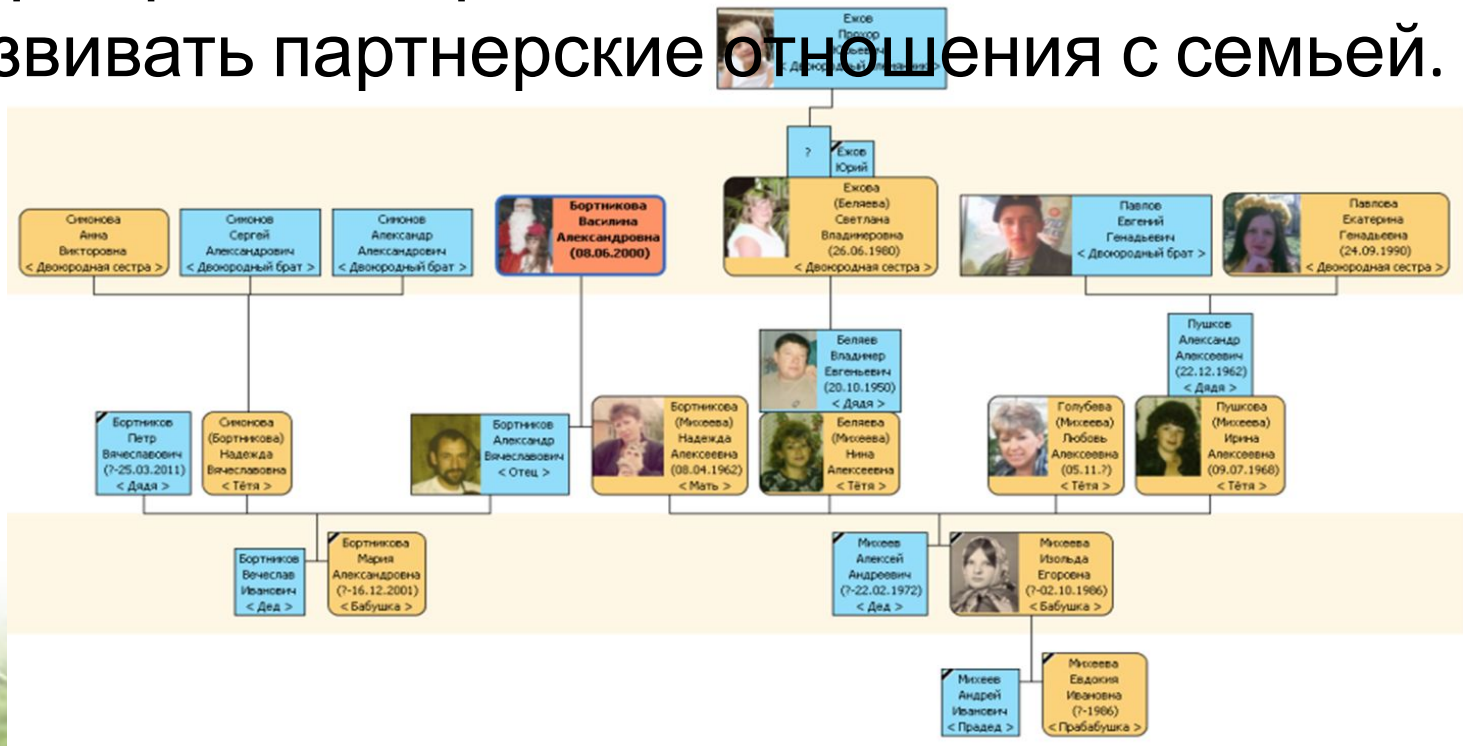 звивать партнерские отношения с семьей.
Ежов
Прохор
Юрьевич
< Двоюродный племянник >
?
Ежов
Юрий
Симонова
Анна
Викторовна
< Двоюродная сестра >
Симонов
Сергей
Александрович
< Двоюродный брат >
Симонов
Александр
Александрович
< Двоюродный брат >
Бортникова
Василина
Александровна
(08.06.2000)
Ежова
(Беляева)
Светлана
Владимеровна
(26.06.1980)
< Двоюродная сестра >
Павлов
Евгений
Генадьевич
< Двоюродный брат >
Павлова
Екатерина
Генадьевна
(24.09.1990)
< Двоюродная сестра >
Беляев
Владимер
Евгеньевич
(20.10.1950)
< Дядя >
Пушков
Александр
Алексеевич
(22.12.1962)
< Дядя >
Бортников
Петр
Вячеславович
(?-25.03.2011)
< Дядя >
Симонова
(Бортникова)
Надежда
Вячеславовна
< Тётя >
Бортников
Александр
Вячеславович
< Отец >
Бортникова
(Михеева)
Надежда
Алексеевна
(08.04.1962)
< Мать >
Беляева
(Михеева)
Нина
Алексеевна
< Тётя >
Голубева
(Михеева)
Любовь
Алексеевна
(05.11.?)
< Тётя >
Пушкова
(Михеева)
Ирина
Алексеевна
(09.07.1968)
< Тётя >
Бортников
Вечеслав
Иванович
< Дед >
Бортникова
Мария
Александровна
(?-16.12.2001)
< Бабушка >
Михеев
Алексей
Андреевич
(?-22.02.1972)
< Дед >
Михеева
Изольда
Егоровна
(?-02.10.1986)
< Бабушка >
Михеев
Андрей
Иванович
< Прадед >
Михеева
Евдокия
Ивановна
(?-1986)
< Прабабушка >